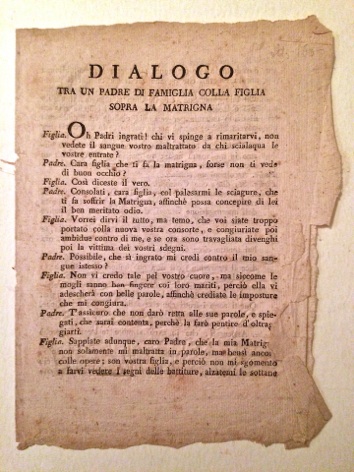 DIALOGO
TRA UN PADRE DI FAMIGLIA COLLA FIGLIA
SOPRA LA MATRIGNA
Figlia. Oh Padri ingrati! chi vi spinge a rimaritarvi, non
vedete il sangue vostro maltrattato da chi scialaqua le
vostre entrate?
Padre. Cara figlia che ti fa la matrigua, forse non ti vede
di buon occhio?
Figlia. Così diceste il vero.
Padre. Consolati, cara figlia, col palesarmi le sciagure, che
ti fa soffrir la Matrigna, affinchè possa concepire di lei
il ben meritato odio.
Figlia. Vorrei dirvi il tutto, ma temo, che voi siate troppo
portato colla nuova vostra consorte, e congiuriate poi
ambidue contro di me, e se ora sono travagliata divenghi
poi la vittima dei vostri sdegni.
Padre. Possibile, che sì ingrato mi credi contro il mio san-
gue istesso?
Figlia. Non vi credo tale pel vostro cuore, ma siccome le
mogli sanno ben fingere coi loro mariti, perciò ella vi
adescherà con belle parole, affinchè crediate le imposture
che mi congiura.
Padre. T'assicuro che non darò retta alle sue parole, e spie-
gati, che sarai contenta, perchè la farò pentire d'oltrag-
giarti.
Figlia. Sappiate adunque, caro Padre, che la mia Matrig
non solamente mi maltratta in parole, ma bensì ancor
colle opere; son vostra figlia, e perciò non mi sgomento
a farvi vedere i segni delle battiture, alzatemi le sottane